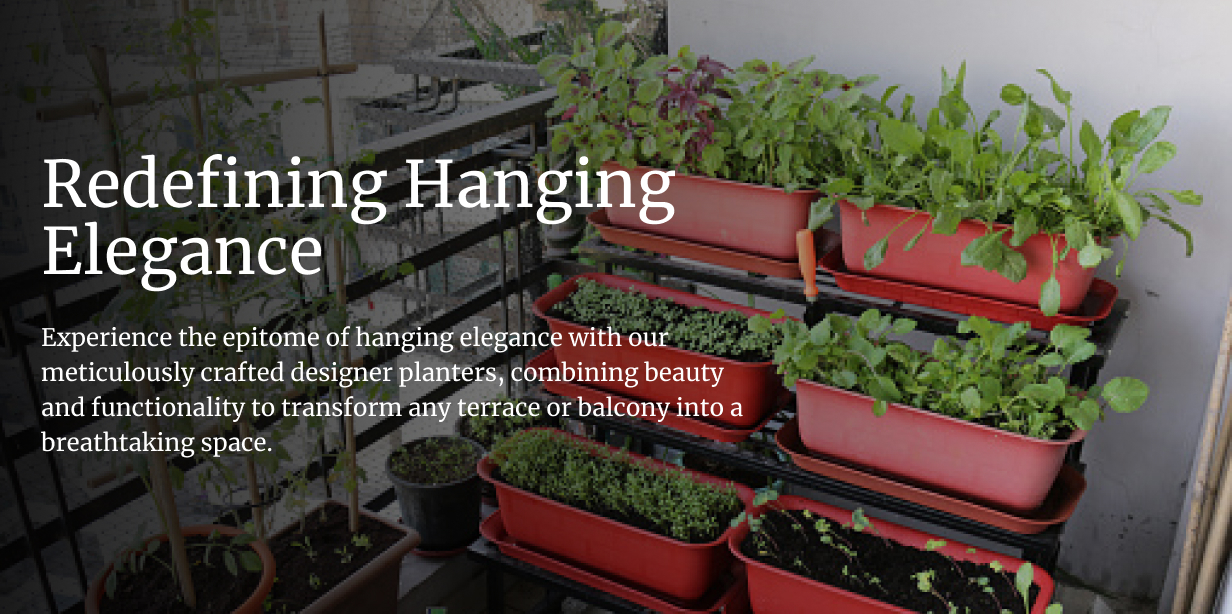 Redefining Hanging
Elegance
Experience the epitome of hanging elegance with our
meticulously crafted designer planters, combining beauty
and functionality to transform any terrace or balcony into a
breathtaking space.